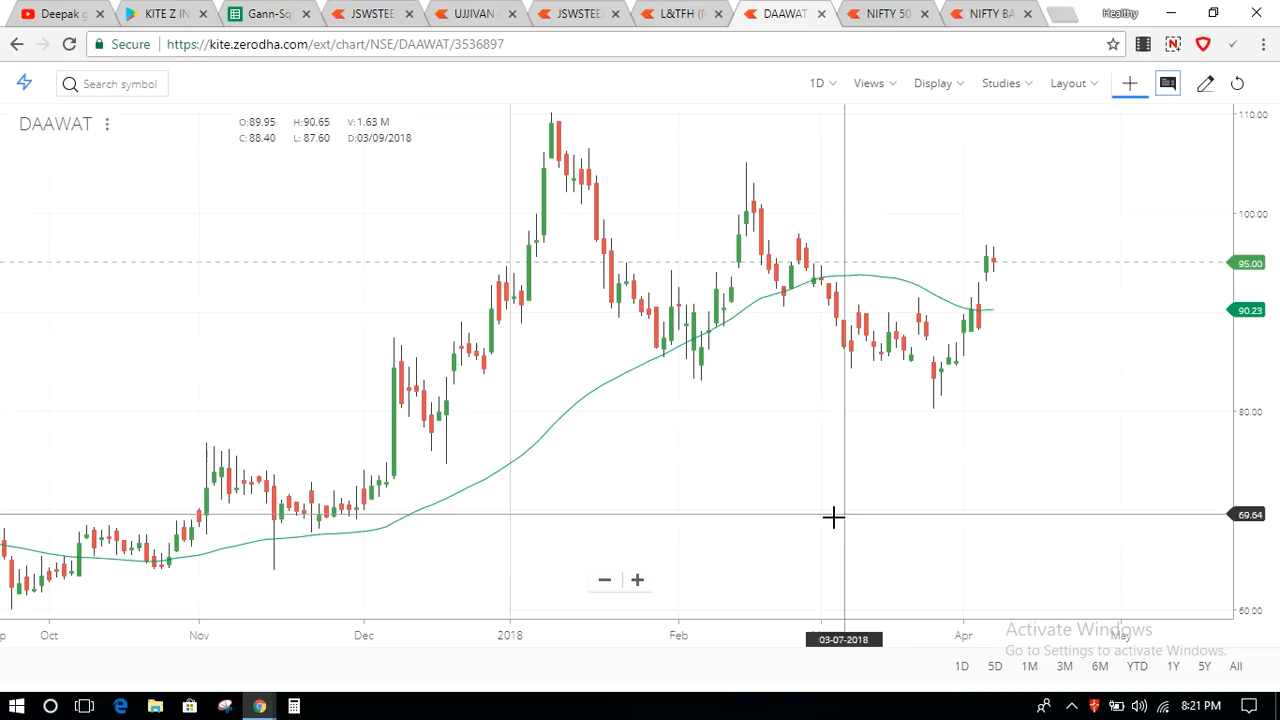 Deepak g
KITE Z IN
Gann-Sq
JSWSTEE
UJJIVAN
JSWSTEE
L&TFH (N
DAAWAT
NIFTY 50
NIFTY BA
Healthy
Secure
https://kite.zerodha.com/ext/chart/NSE/DAAWAT/3536897
Search symbol
1D
Views
Display
Studies
Layout
DAAWAT
O:89.95 H:90.65 V:1.63 M
C:88.40 L: 87.60 D:03/09/2018
110.00
100.00
95.00
90.23
80.00
69.64
60.00
Oct
Nov
Dec
2018
Feb
03-07-2018
Apr
May
Activate Windows
Go to Settings to activate Windows.
1D 5D 1M 3M 6M YTD 1Y 5Y All
8:21 PM